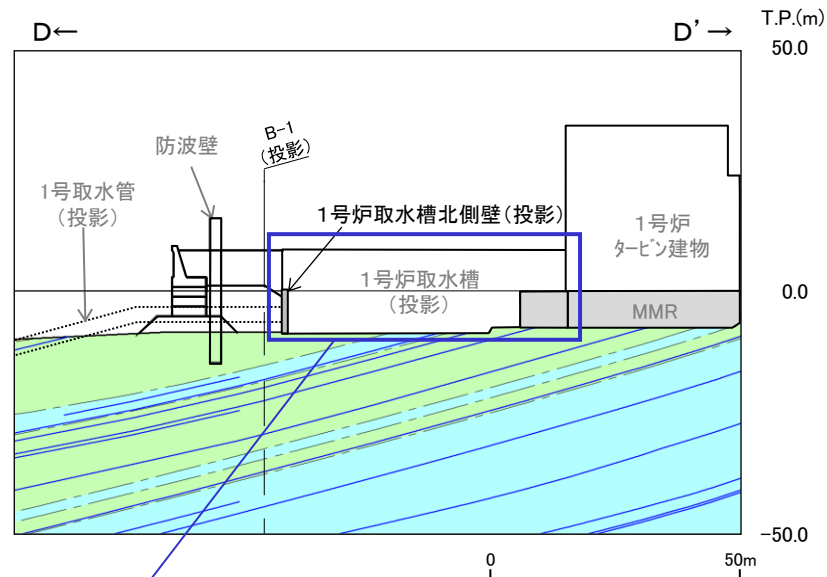 D←
D’→
T.P.(m)
50.0
B-1
(投影)
防波壁
1号取水管
(投影)
1号炉取水槽北側壁(投影)
1号炉
タービン建物
1号炉取水槽
(投影)
0.0
MMR
-50.0
0
50m